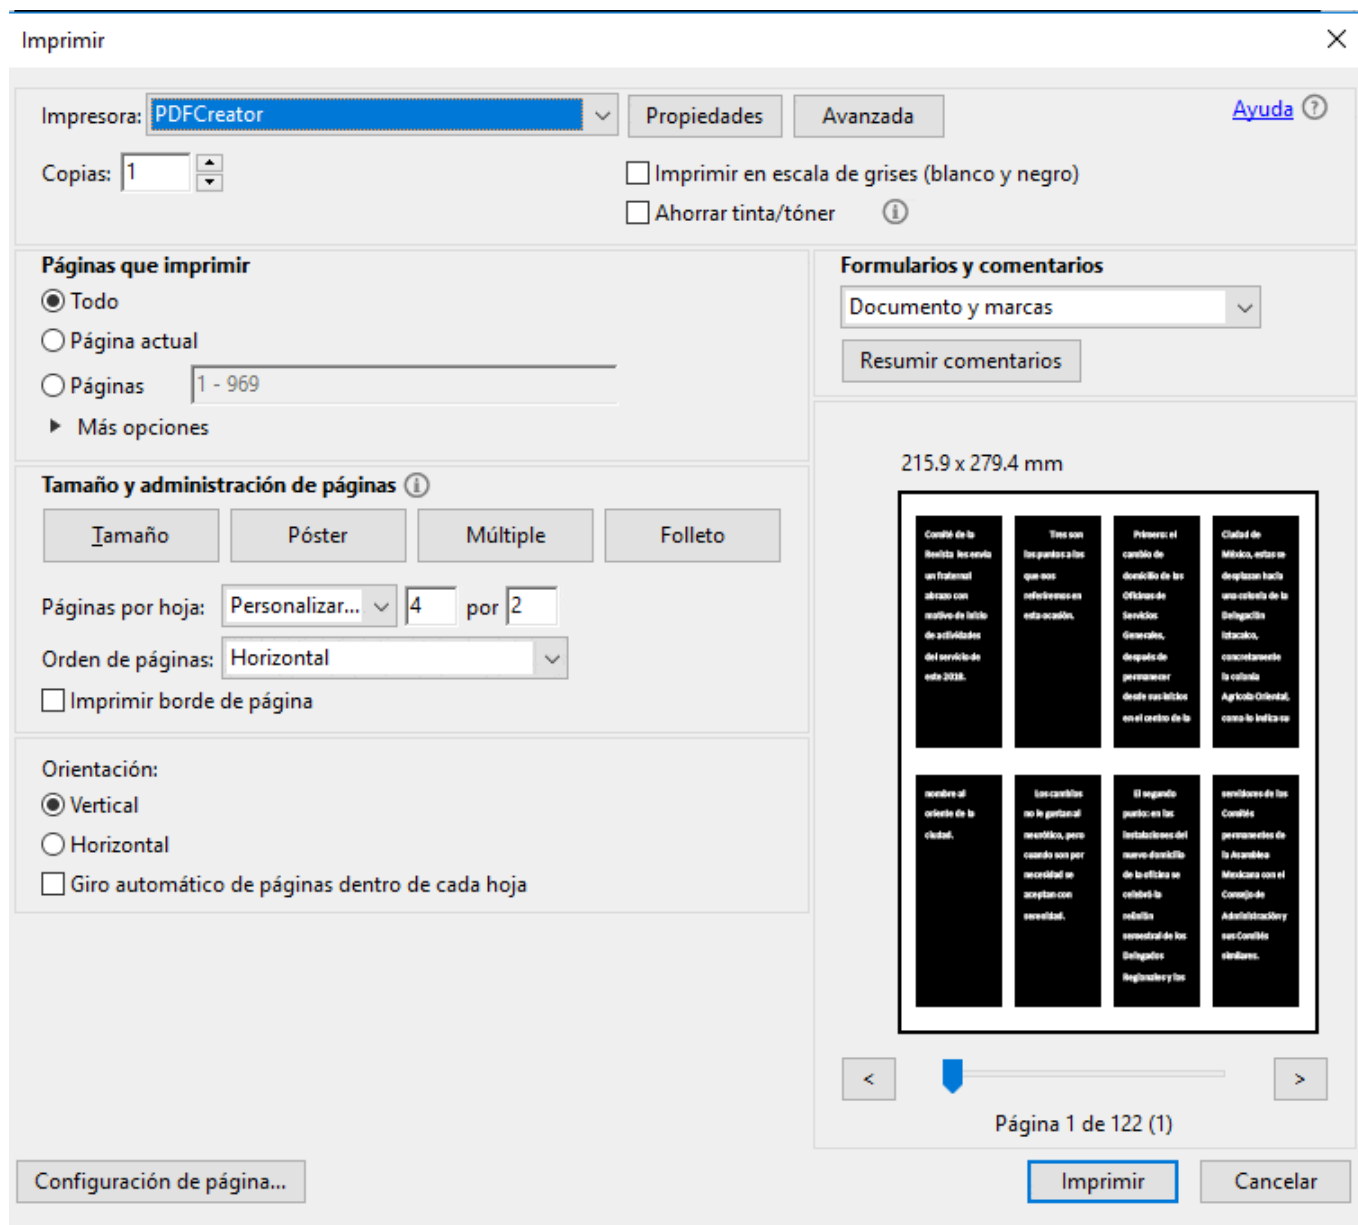 Imprimir
Impresora: PDFCreator Propiedades Avanzada Ayuda
Copias: 1 Imprimir en escala de grises (blanco y negro)
Ahorrar tinta/tóner
Páginas que imprimir
Todo
Página actual
Páginas 1 - 969
Más opciones
Formularios y comentarios
Documento y marcas
Resumir comentarios
Tamaño y administración de páginas
Tamaño Póster Múltiple Folleto
Páginas por hoja: Personalizar... 4 por 2
Orden de páginas: Horizontal
Imprimir borde de página
Orientación:
Vertical
Horizontal
Giro automático de páginas dentro de cada hoja
215.9 x 279.4 mm
Comité de la
Revista les envía
un fraternal
abrazo con
motivo de inicio
de actividades
del servicio de
este 2018.
Tres son
los puntos a los
que nos
referiremos en
esta ocasión.
Primero: el
cambio de
domicilio de las
Oficinas de
Servicios
Generales,
después de
permanecer
desde sus inicios
en el centro de la
Ciudad de
México, estas se
desplazan hacia
una colonia de la
Delegación
Iztacalco,
concretamente
la colonia
Agrícola Oriental,
como lo indica su
nombre al
oriente de la
ciudad.
Los cambios
no le gustan al
neurótico, pero
cuando son por
necesidad se
aceptan con
serenidad.
El segundo
punto: en las
instalaciones del
nuevo domicilio
de la oficina se
celebró la
reunión
semestral de los
Delegados
Regionales y los
servidores de los
Comités
permanentes de
la Asamblea
Mexicana con el
Consejo de
Administración y
sus Comités
similares.
< >
Página 1 de 122 (1)
Configuración de página... Imprimir Cancelar